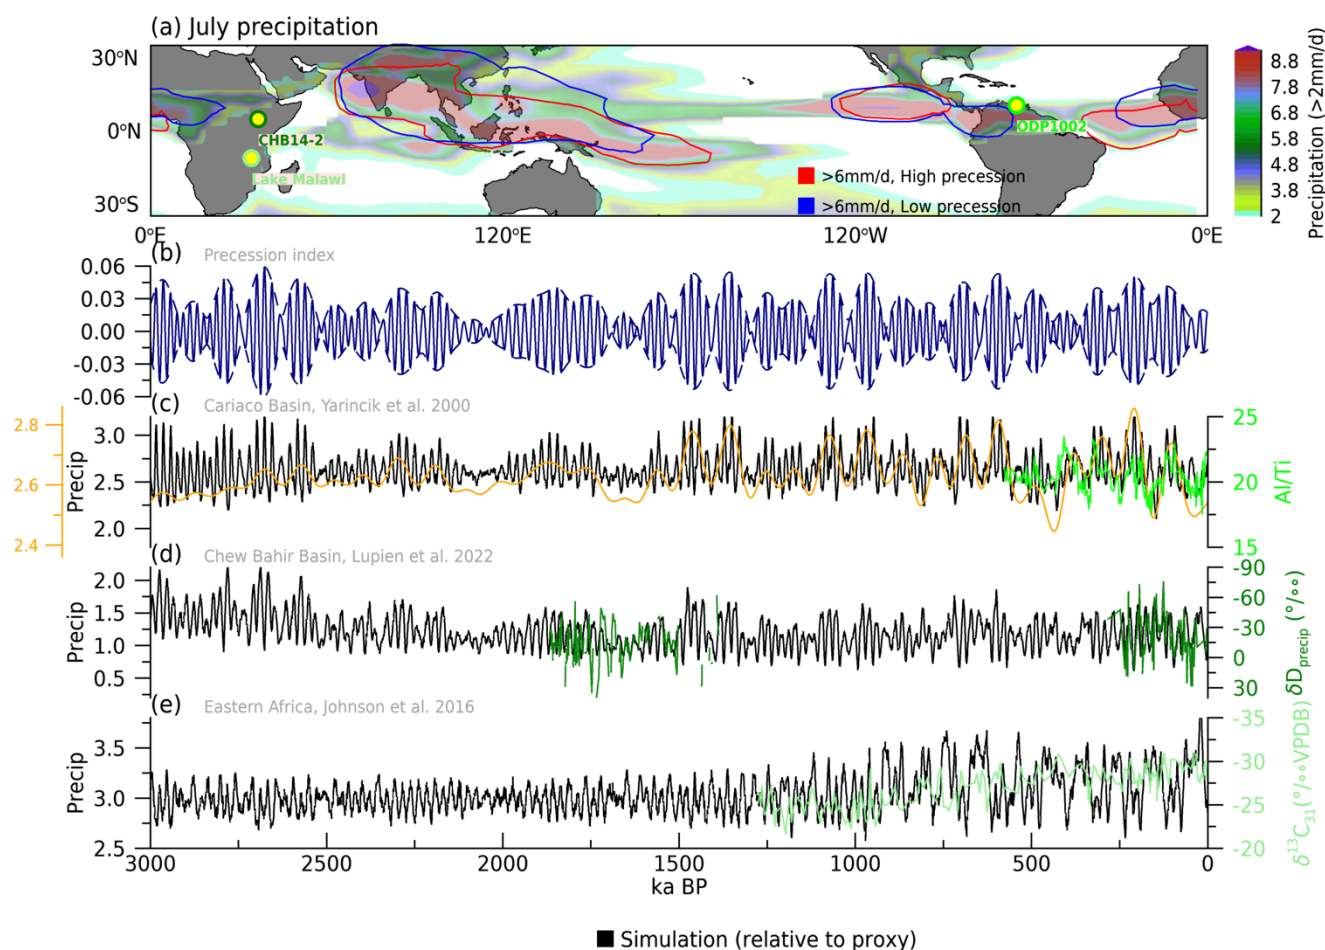 (a) July precipitation
30°N
0°N
30°S
0°E
120°E
120°W
0°E
CHB14-2
Lake Malawi
ODP1002
>6mm/d, High precession
>6mm/d, Low precession
8.8
7.8
6.8
5.8
4.8
3.8
2
Precipitation (>2mm/d)
(b) Precession index
0.06
0.03
0.00
-0.03
-0.06
(c) Cariaco Basin, Yarincik et al. 2000
2.8
2.6
2.4
Precip
3.0
2.5
2.0
25
20
15
Al/Ti
(d) Chew Bahir Basin, Lupien et al. 2022
Precip
2.0
1.5
1.0
0.5
-90
-60
-30
0
30
δDprecip (°/∘∘)
(e) Eastern Africa, Johnson et al. 2016
Precip
3.5
3.0
2.5
-35
-30
-25
-20
δ13C31(°/∘∘VPDB)
3000
2500
2000
1500
1000
500
0
ka BP
Simulation (relative to proxy)